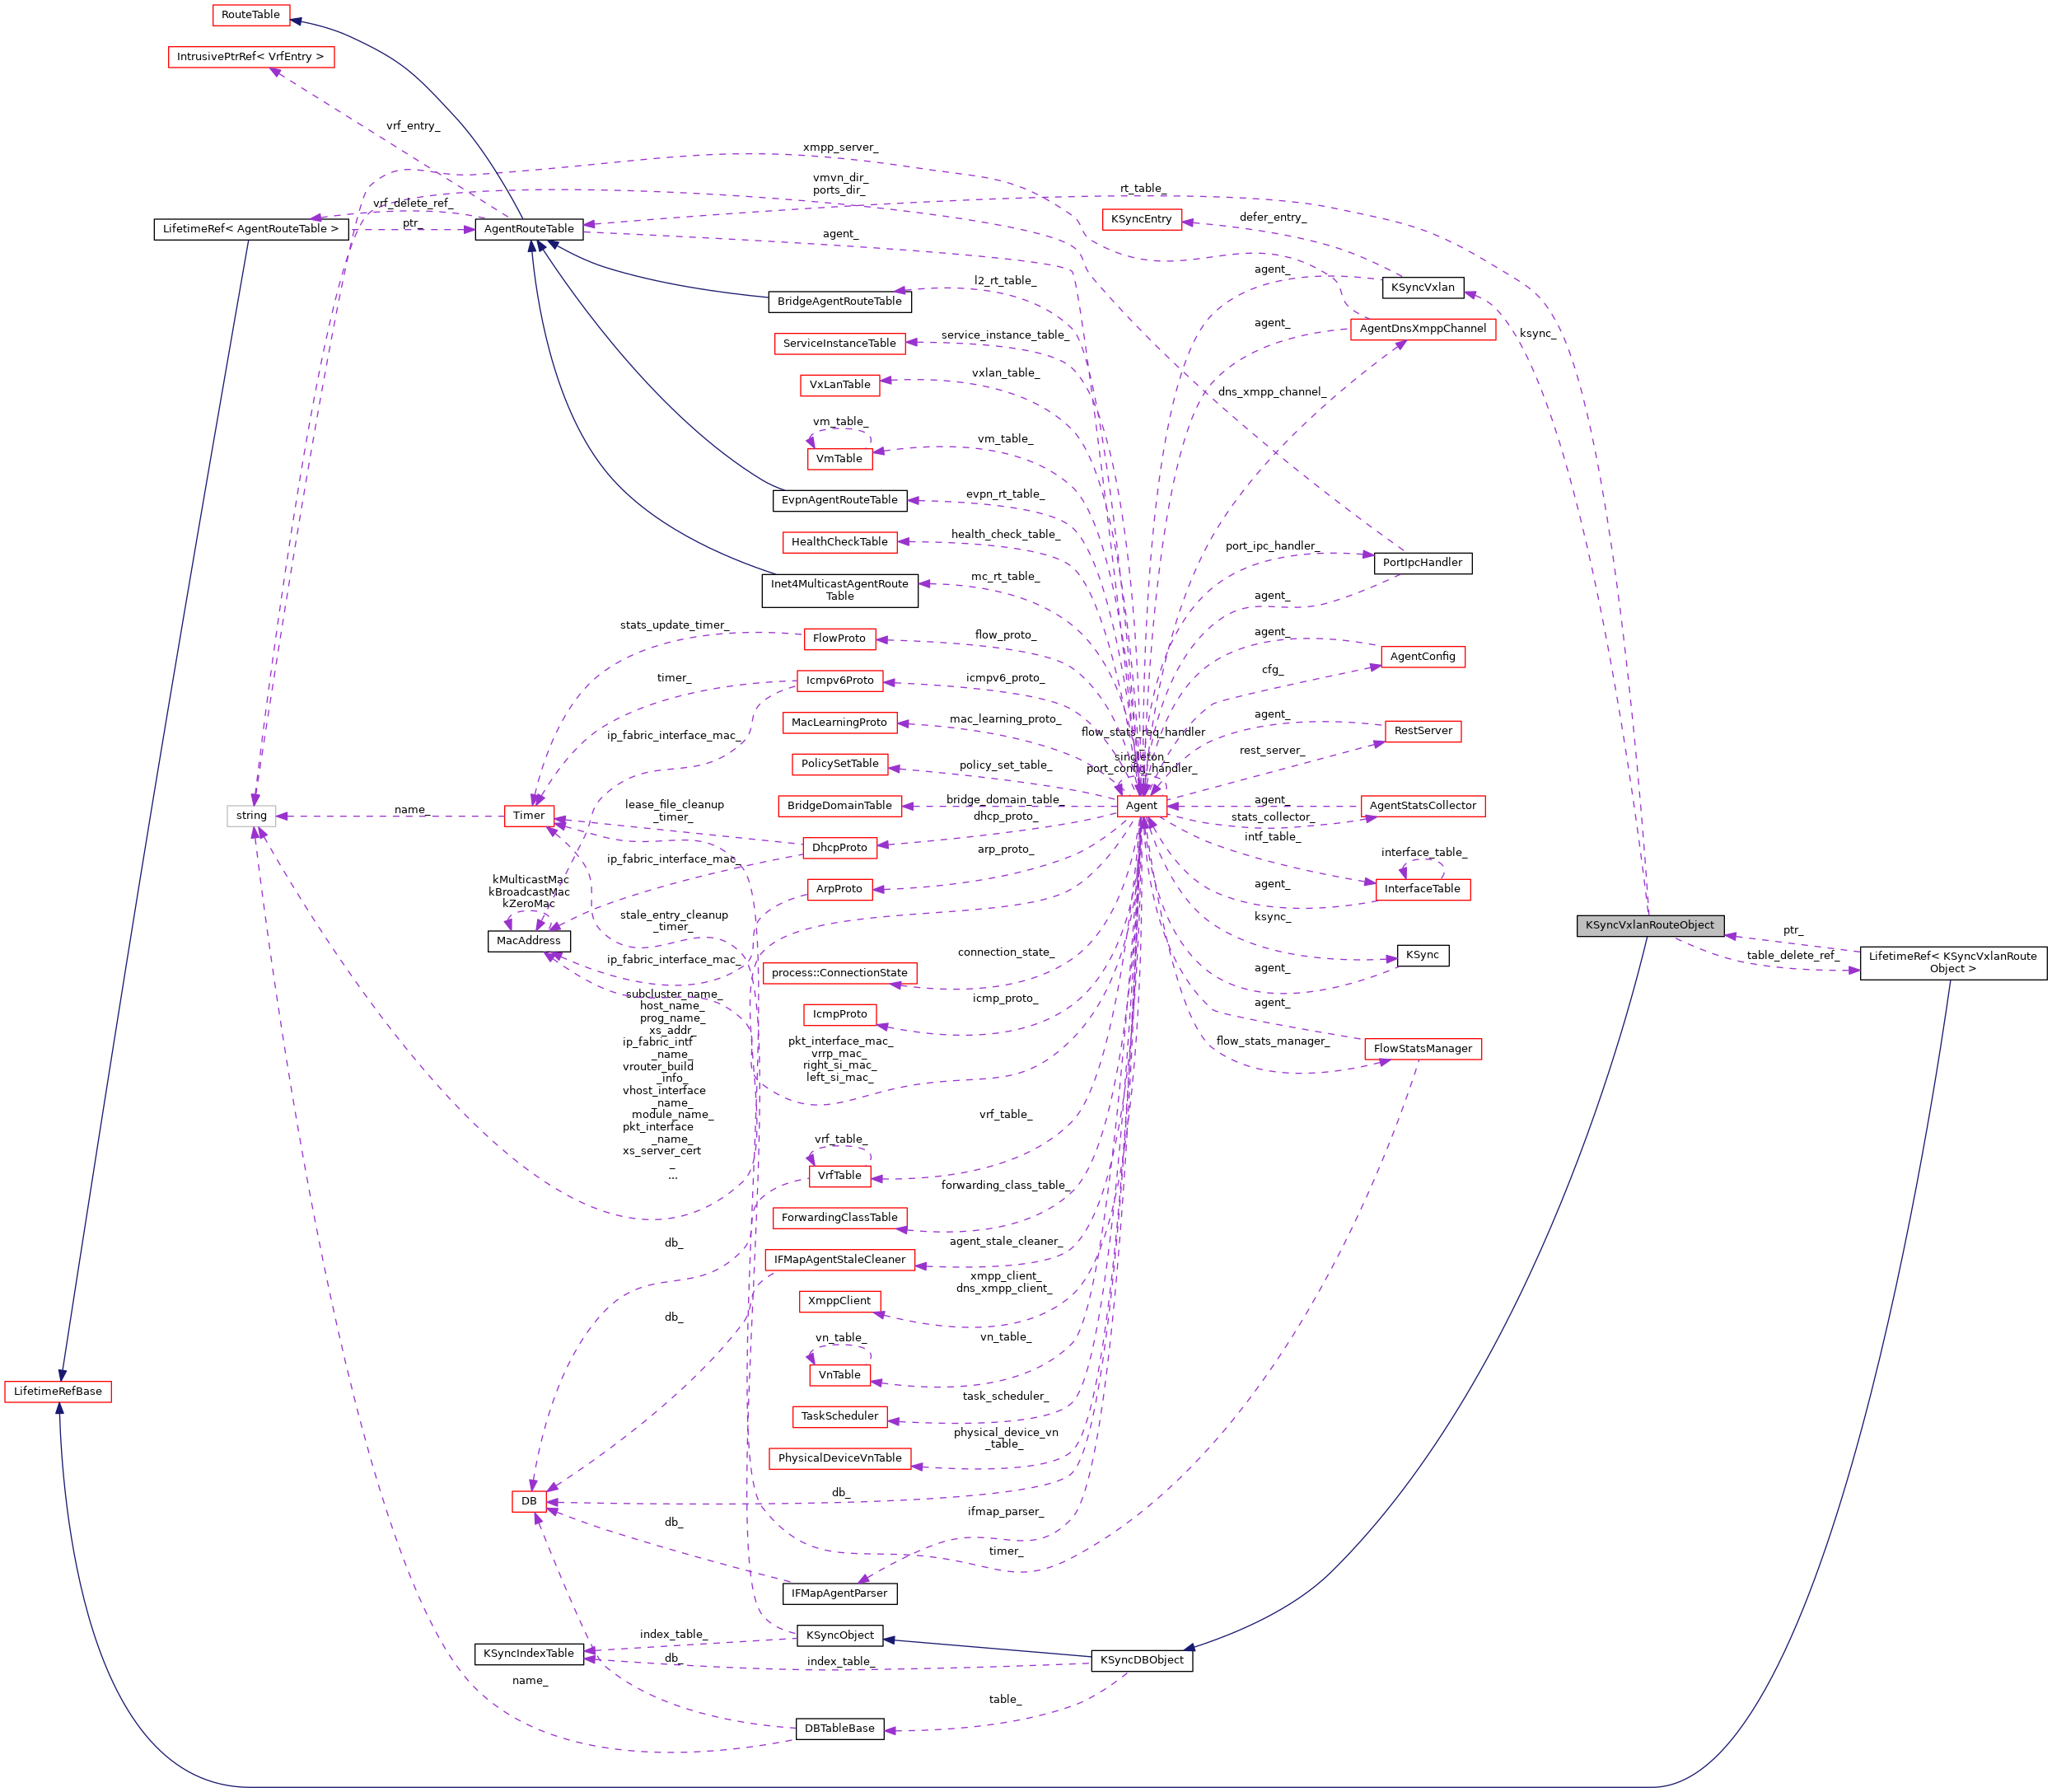 RouteTable
IntrusivePtrRef< VrfEntry >
vrf_entry_
xmpp_server_
vmvn_dir_
ports_dir_
rt_table_
vrf_delete_ref_
LifetimeRef< AgentRouteTable >
ptr_
AgentRouteTable
agent_
KSyncEntry
defer_entry_
agent_
KSyncVxlan
l2_rt_table_
BridgeAgentRouteTable
agent_
AgentDnsXmppChannel
ksync_
service_instance_table_
ServiceInstanceTable
vxlan_table_
VxLanTable
dns_xmpp_channel_
vm_table_
vm_table_
VmTable
evpn_rt_table_
EvpnAgentRouteTable
health_check_table_
HealthCheckTable
port_ipc_handler_
PortIpcHandler
mc_rt_table_
Inet4MulticastAgentRoute
Table
agent_
stats_update_timer_
FlowProto
flow_proto_
agent_
AgentConfig
timer_
Icmpv6Proto
icmpv6_proto_
cfg_
ip_fabric_interface_mac_
MacLearningProto
mac_learning_proto_
flow_stats_req_handler
_
singleton_
port_config_handler_
agent_
RestServer
rest_server_
PolicySetTable
policy_set_table_
string
name_
Timer
lease_file_cleanup
_timer_
BridgeDomainTable
bridge_domain_table_
dhcp_proto_
Agent
agent_
stats_collector_
AgentStatsCollector
DhcpProto
intf_table_
ip_fabric_interface_mac_
arp_proto_
interface_table_
kMulticastMac
kBroadcastMac
kZeroMac
ArpProto
agent_
InterfaceTable
stale_entry_cleanup
_timer_
ksync_
KSyncVxlanRouteObject
ptr_
MacAddress
ip_fabric_interface_mac_
connection_state_
KSync
table_delete_ref_
LifetimeRef< KSyncVxlanRoute
Object >
process::ConnectionState
agent_
subcluster_name_
host_name_
prog_name_
xs_addr_
ip_fabric_intf
_name_
vrouter_build
_info_
vhost_interface
_name_
module_name_
pkt_interface
_name_
xs_server_cert
_
...
icmp_proto_
IcmpProto
agent_
pkt_interface_mac_
vrrp_mac_
right_si_mac_
left_si_mac_
flow_stats_manager_
FlowStatsManager
vrf_table_
vrf_table_
VrfTable
forwarding_class_table_
ForwardingClassTable
db_
agent_stale_cleaner_
IFMapAgentStaleCleaner
xmpp_client_
dns_xmpp_client_
XmppClient
db_
vn_table_
vn_table_
VnTable
LifetimeRefBase
task_scheduler_
TaskScheduler
physical_device_vn
_table_
PhysicalDeviceVnTable
DB
db_
db_
ifmap_parser_
timer_
IFMapAgentParser
index_table_
KSyncObject
KSyncIndexTable
db_
index_table_
KSyncDBObject
name_
table_
DBTableBase